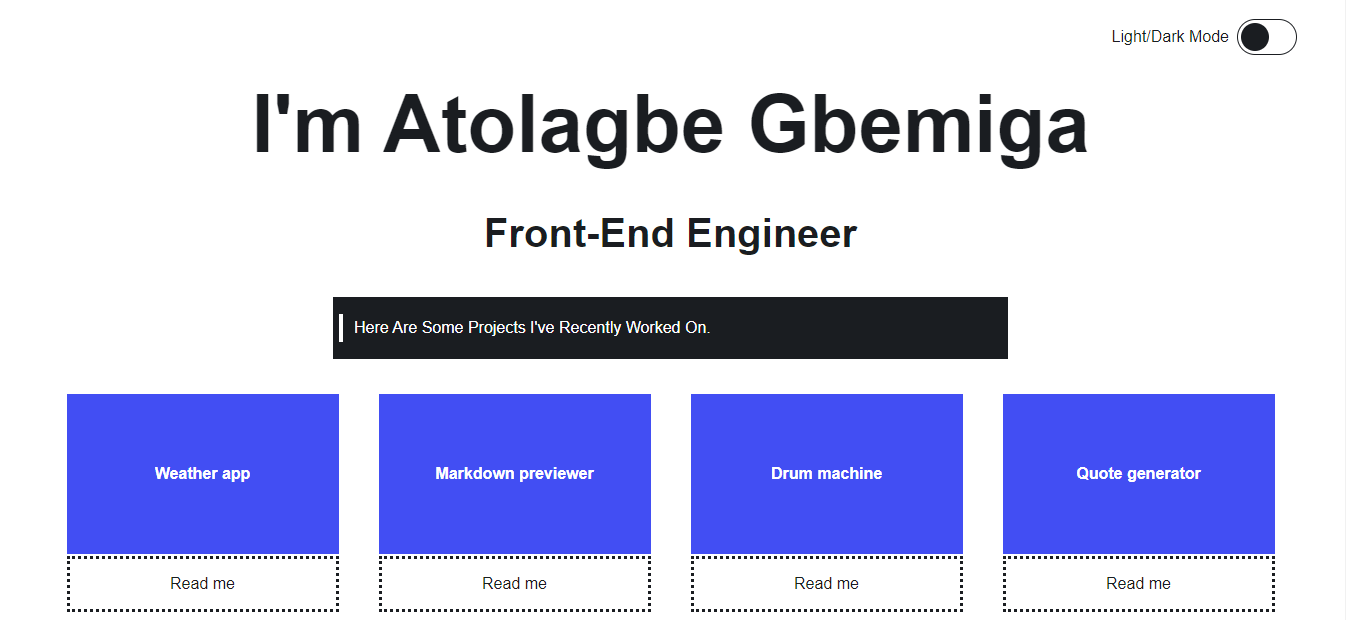 Light/Dark Mode
I'm Atolagbe Gbemiga
Front-End Engineer
Here Are Some Projects I've Recently Worked On.
Weather app
Markdown previewer
Drum machine
Quote generator
Read me
Read me
Read me
Read me